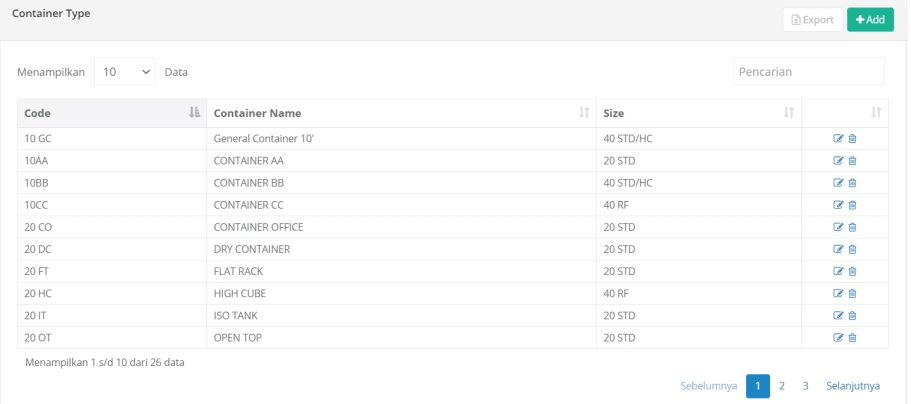 Container Type
Export
Add
Menampilkan 10 Data
Pencarian
Code Container Name Size
10 GC General Container 10' 40 STD/HC
10AA CONTAINER AA 20 STD
10BB CONTAINER BB 40 STD/HC
10CC CONTAINER CC 40 RF
20 CO CONTAINER OFFICE 20 STD
20 DC DRY CONTAINER 20 STD
20 FT FLAT RACK 20 STD
20 HC HIGH CUBE 40 RF
20 IT ISO TANK 20 STD
20 OT OPEN TOP 20 STD
Menampilkan 1 s/d 10 dari 26 data
Sebelumnya 1 2 3 Selanjutnya